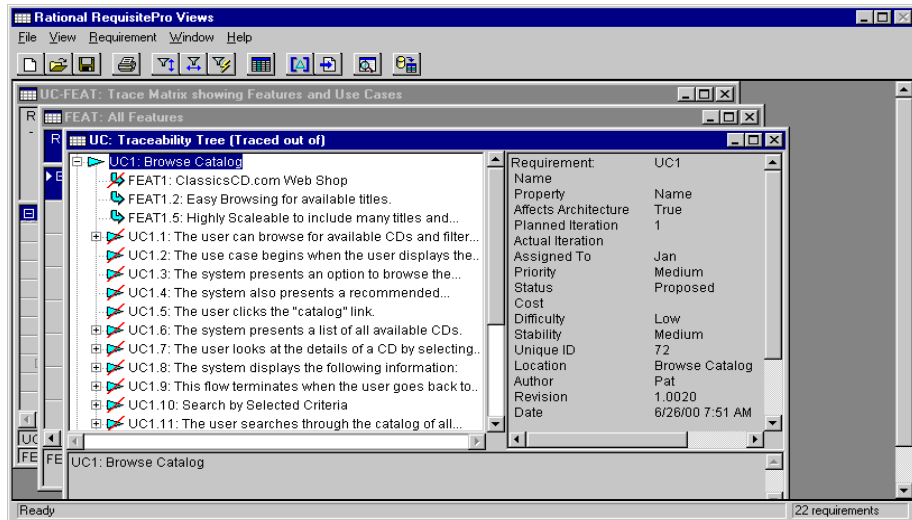 Rational RequisitePro Views
File View Requirement Window Help
UC-FEAT: Trace Matrix showing Features and Use Cases
FEAT: All Features
UC: Traceability Tree (Traced out of)
UC1: Browse Catalog
FEAT1: ClassicsCD.com Web Shop
FEAT1.2: Easy Browsing for available titles.
FEAT1.5: Highly Scaleable to include many titles and...
UC1.1: The user can browse for available CDs and filter...
UC1.2: The use case begins when the user displays the..
UC1.3: The system presents an option to browse the...
UC1.4: The system also presents a recommended...
UC1.5: The user clicks the "catalog" link.
UC1.6: The system presents a list of all available CDs.
UC1.7: The user looks at the details of a CD by selecting..
UC1.8: The system displays the following information:
UC1.9: This flow terminates when the user goes back to..
UC1.10: Search by Selected Criteria
UC1.11: The user searches through the catalog of all...
Requirement: UC1
Name
Property Name
Affects Architecture True
Planned Iteration 1
Actual Iteration
Assigned To Jan
Priority Medium
Status Proposed
Cost
Difficulty Low
Stability Medium
Unique ID 72
Location Browse Catalog
Author Pat
Revision 1.0020
Date 6/26/00 7:51 AM
UC
FE FE
UC1: Browse Catalog
Ready 22 requirements